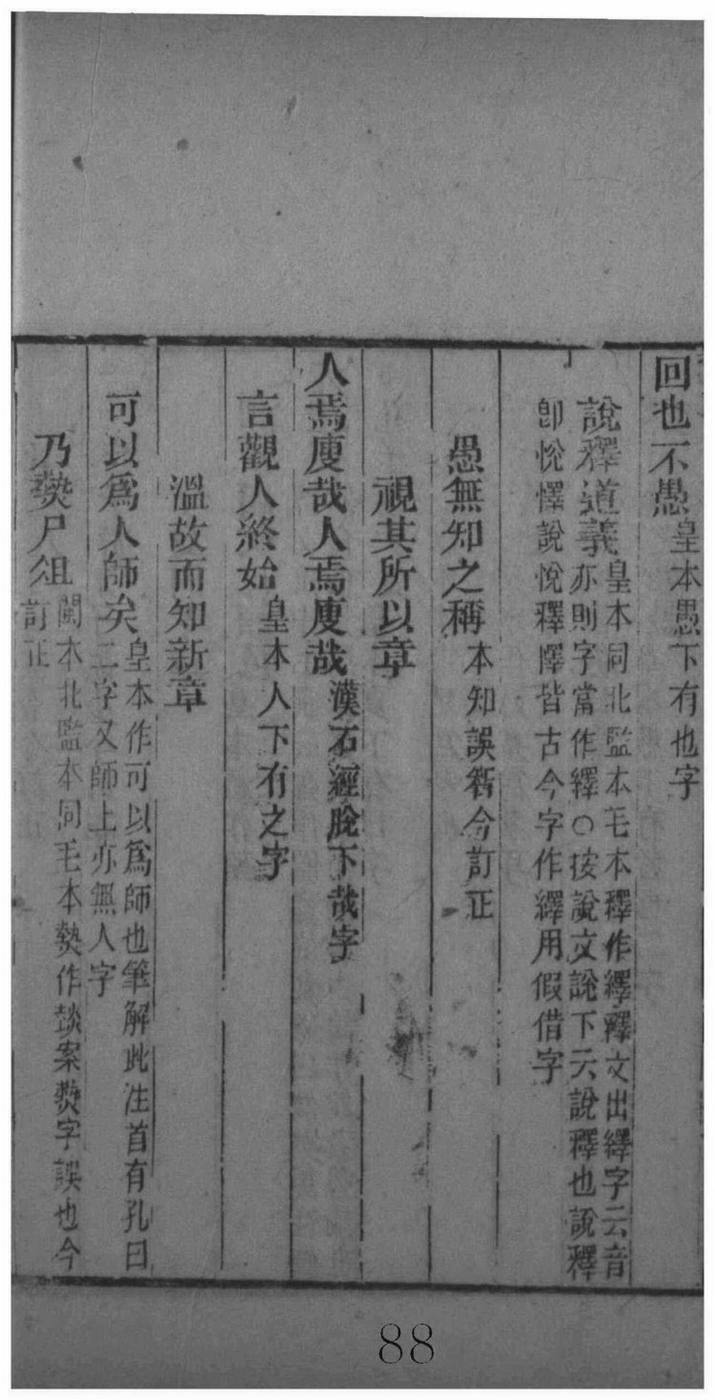 回也不愚皇本愚下有也字
說釋道義皇本同北監本毛本釋作繹釋文出繹字云音
亦則字當作繹○按說文說下云說釋也說釋
卽悅懌說悅釋懌皆古今字作繹用假借字
愚無知之稱本知誤智今訂正
視其所以章
人焉廋哉人焉廋哉漢石經脫下哉字
言觀人終始皇本人下有之字
溫故而知新章
可以爲人師矣皇本作可以爲師也筆解此注首有孔曰
二字又師上亦無人字
乃㸑尸俎閩本北監本同毛本㸑作燅案㸑字誤也今
訂正
88